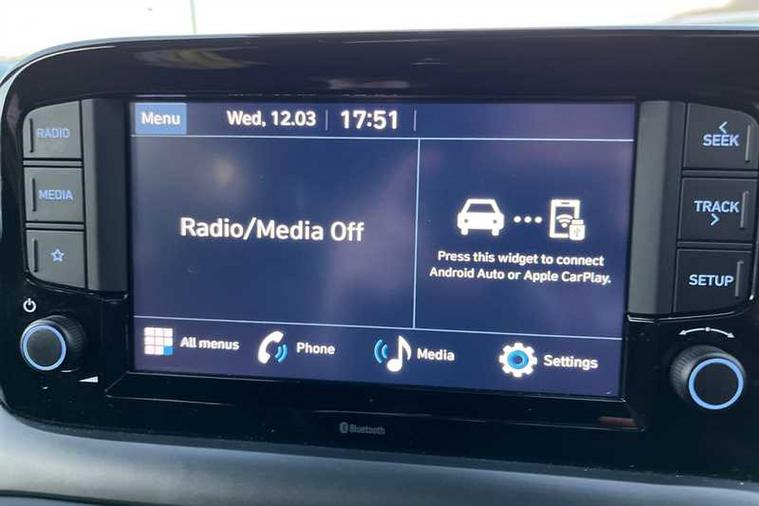 RADIO
MEDIA
Menu
Wed, 12.03
17:51
Radio/Media Off
Press this widget to connect
Android Auto or Apple CarPlay.
All menus
Phone
Media
Settings
SEEK
TRACK
SETUP
Bluetooth